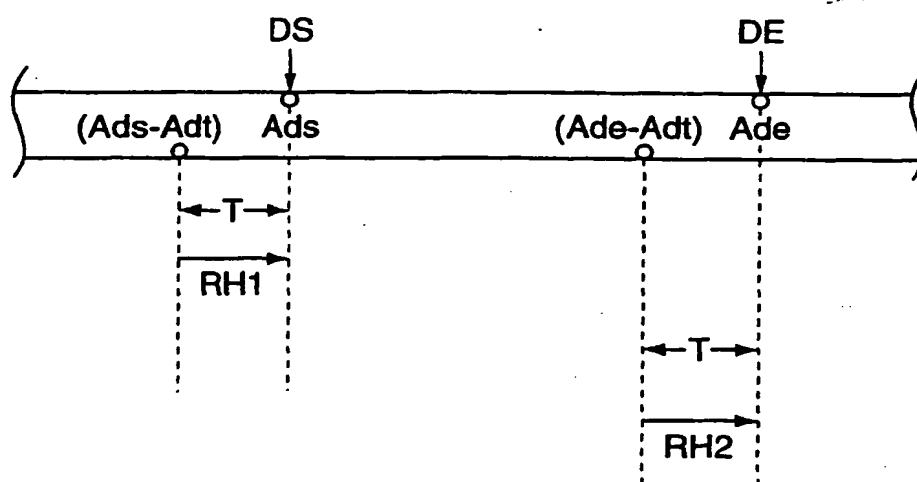 DS DE
(Ads-Adt) Ads (Ade-Adt) Ade
T
RH1
T
RH2